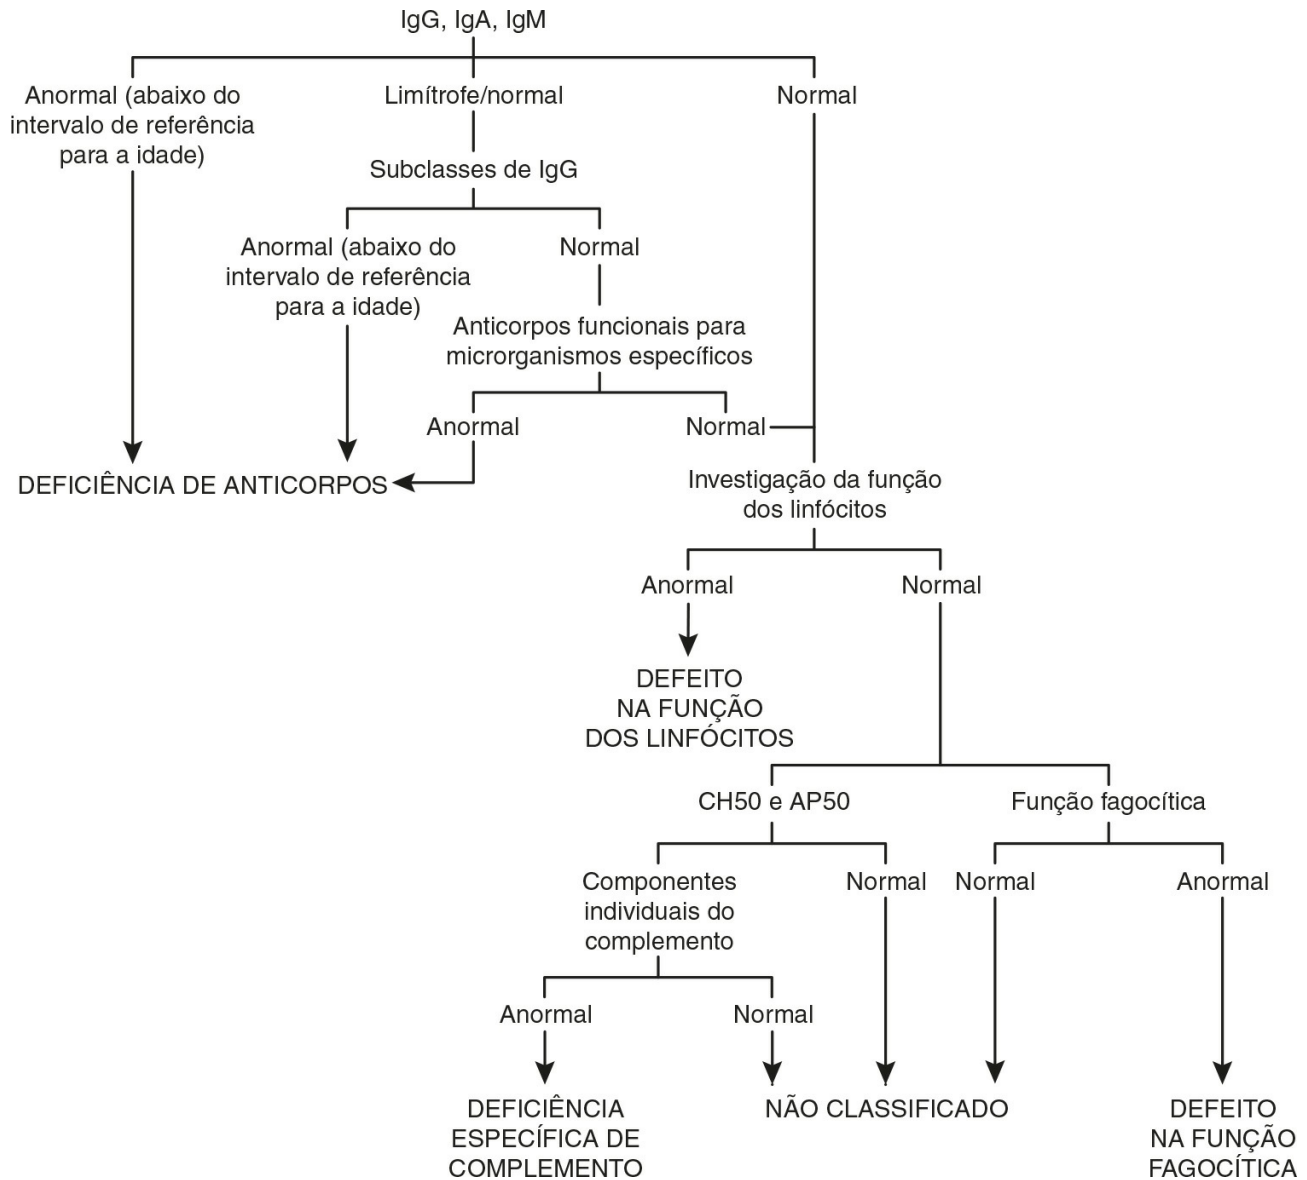 IgG, IgA, IgM
Anormal (abaixo do
intervalo de referência
para a idade)
Limítrofe/normal
Normal
Subclasses de IgG
Anormal (abaixo do
intervalo de referência
para a idade)
Normal
Anticorpos funcionais para
microrganismos específicos
Anormal
Normal
DEFICIÊNCIA DE ANTICORPOS
Investigação da função
dos linfócitos
Anormal
Normal
DEFEITO
NA FUNÇÃO
DOS LINFÓCITOS
CH50 e AP50
Função fagocítica
Componentes
individuais do
complemento
Normal
Normal
Anormal
Anormal
Normal
DEFICIÊNCIA
ESPECÍFICA DE
COMPLEMENTO
NÃO CLASSIFICADO
DEFEITO
NA FUNÇÃO
FAGOCÍTICA